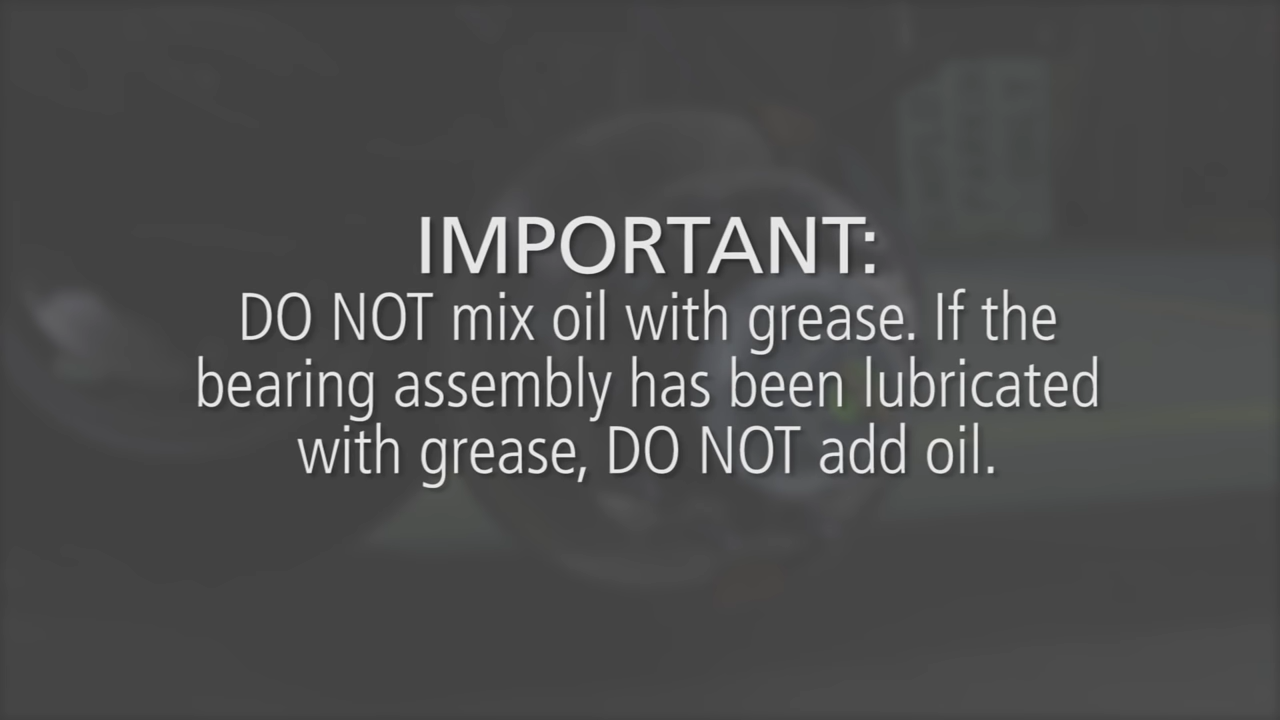 IMPORTANT:
DO NOT mix oil with grease. If the
bearing assembly has been lubricated
with grease, DO NOT add oil.